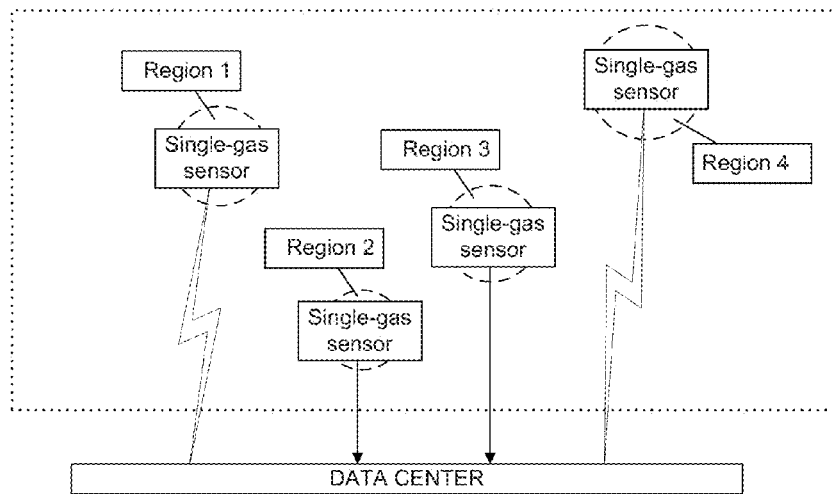 Region 1
Single-gas
sensor
Region 2
Single-gas
sensor
Region 3
Single-gas
sensor
Single-gas
sensor
Region 4
DATA CENTER